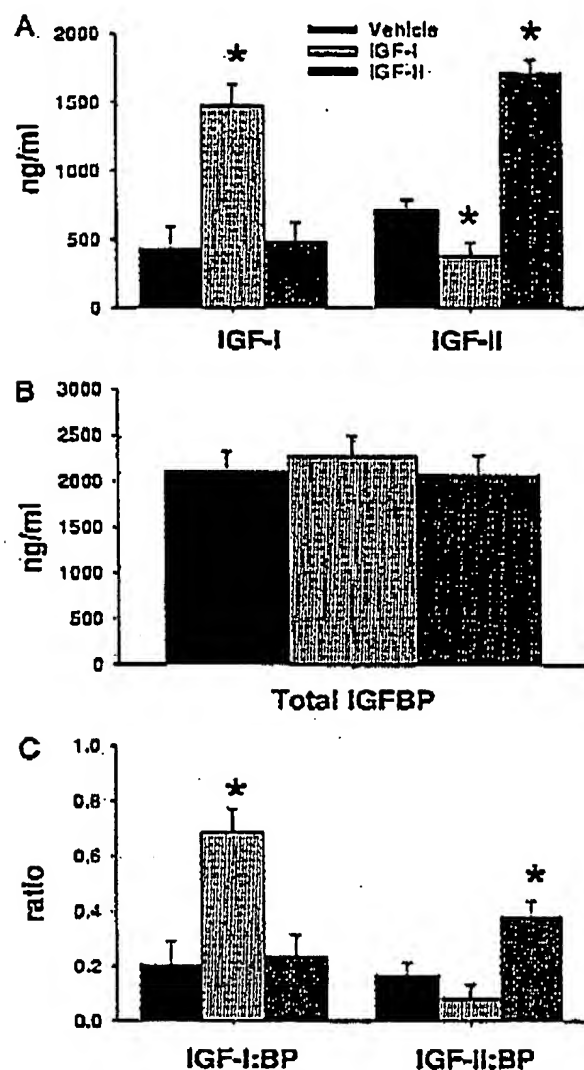 A
2000
1500
1000
500
0
ng/ml
*
*
*
Vehicle
IGF-I
IGF-II
IGF-I IGF-II
B
3000
2500
2000
1500
1000
500
0
ng/ml
Total IGFBP
C
1.0
0.8
0.6
0.4
0.2
0.0
ratio
*
*
IGF-I:BP IGF-II:BP